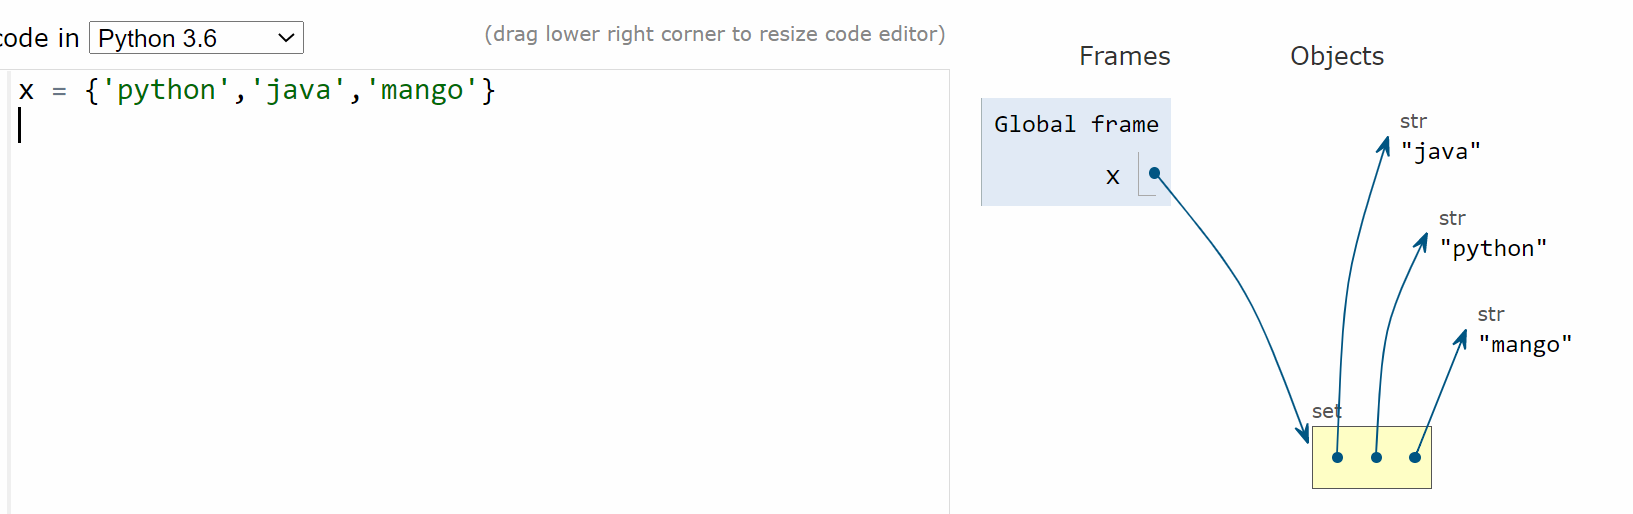 code in Python 3.6 (drag lower right corner to resize code editor)
x = {'python','java','mango'}
Frames Objects
Global frame
x
str
"java"
str
"python"
str
"mango"
set